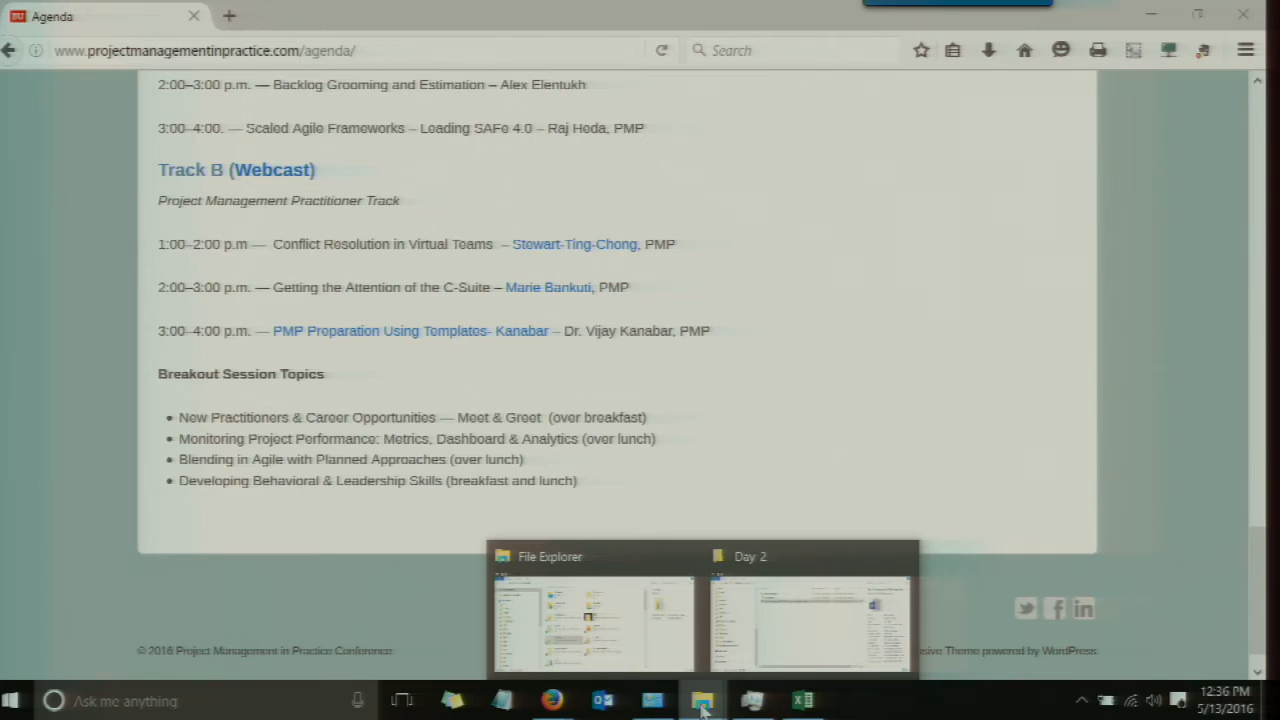 Agenda
www.projectmanagementinpractice.com/agenda/
Search
2:00–3:00 p.m. — Backlog Grooming and Estimation – Alex Elentukh
3:00–4:00. — Scaled Agile Frameworks – Leading SAFe 4.0 – Raj Heda, PMP
Track B (Webcast)
Project Management Practitioner Track
1:00–2:00 p.m — Conflict Resolution in Virtual Teams – Stewart-Ting-Chong, PMP
2:00–3:00 p.m. — Getting the Attention of the C-Suite – Marie Bankuti, PMP
3:00–4:00 p.m. — PMP Preparation Using Templates- Kanabar – Dr. Vijay Kanabar, PMP
Breakout Session Topics
• New Practitioners & Career Opportunities — Meet & Greet (over breakfast)
• Monitoring Project Performance: Metrics, Dashboard & Analytics (over lunch)
• Blending in Agile with Planned Approaches (over lunch)
• Developing Behavioral & Leadership Skills (breakfast and lunch)
File Explorer
Day 2
© 2016 Project Management in Practice Conference
sive Theme powered by WordPress
Ask me anything
12:36 PM
5/13/2016